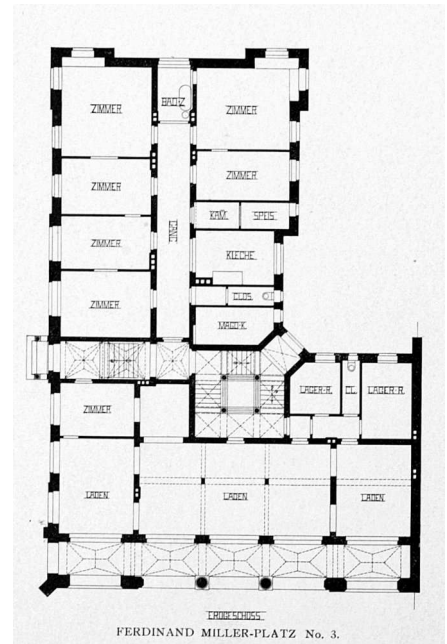 BAD-Z.
ZIMMER
ZIMMER
ZIMMER
ZIMMER
GANG
KAM.
SPEIS.
ZIMMER
KUECHE
CLOS.
ZIMMER
MAGD-K.
LAGER-R.
CL.
LAGER-R.
ZIMMER
LADEN
LADEN
LADEN
ERDGESCHOSS
FERDINAND MILLER-PLATZ No. 3.